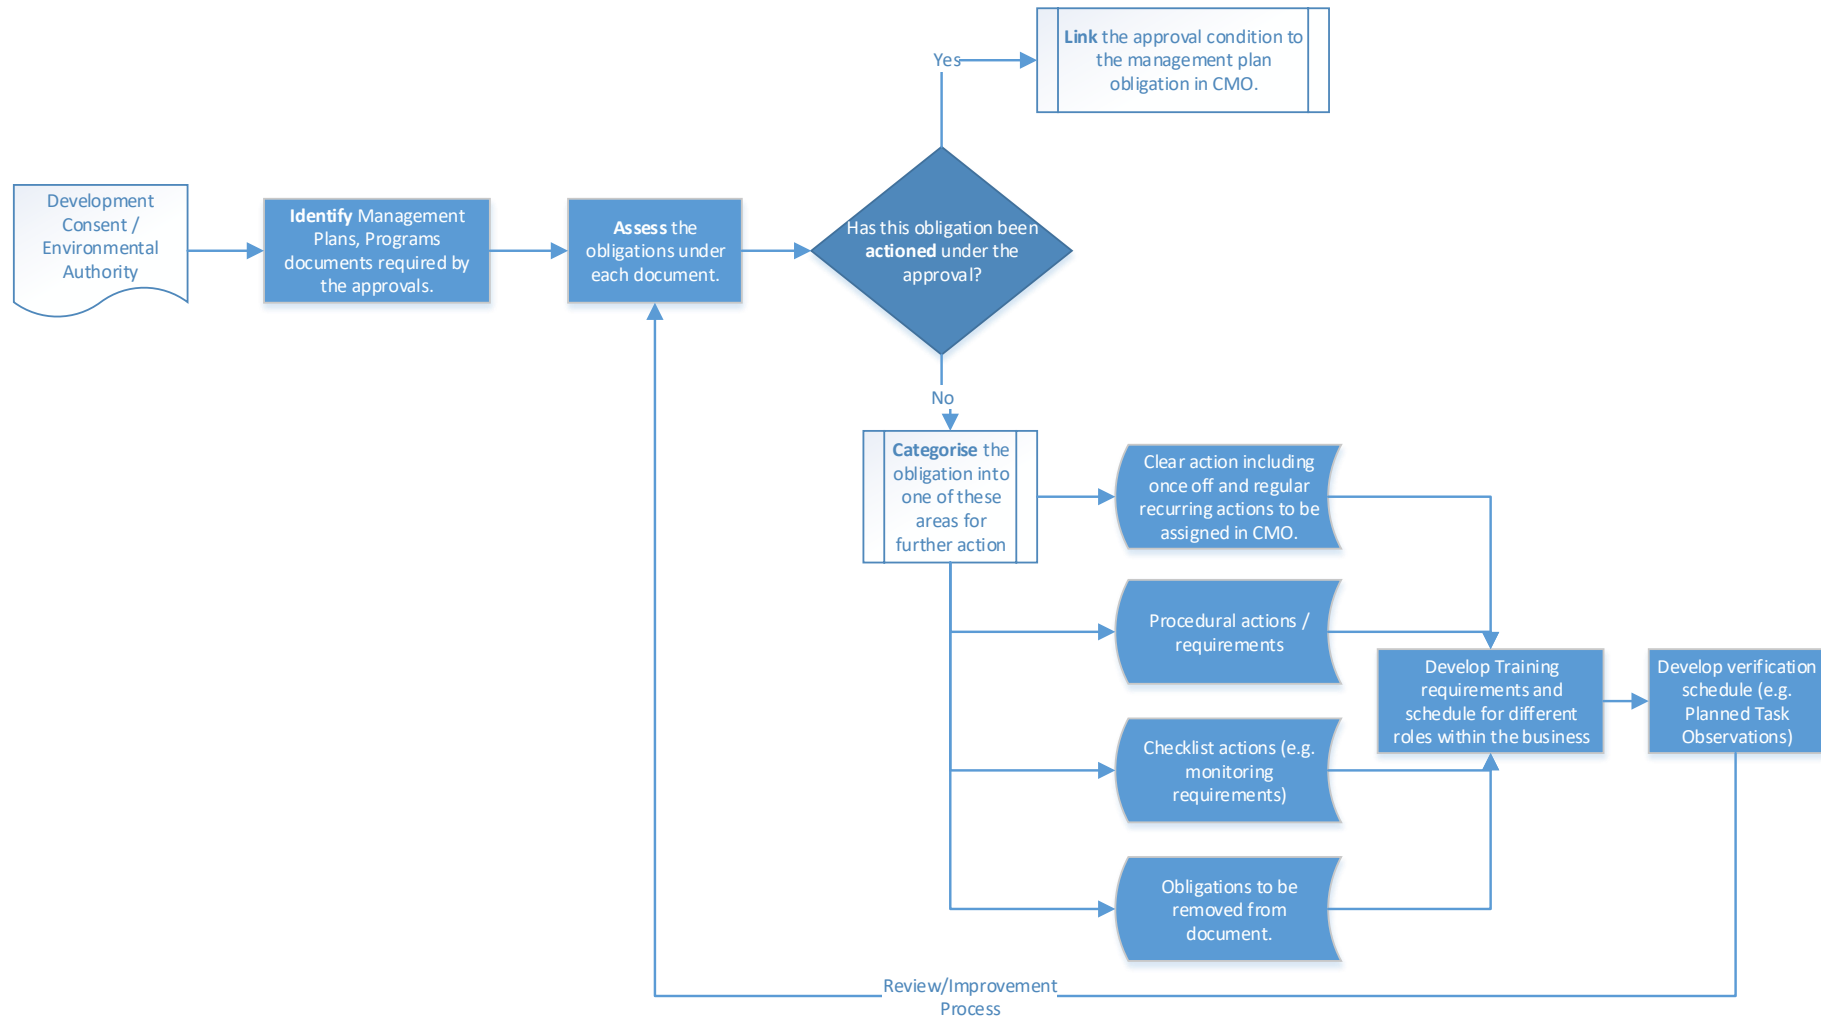 Yes
Link the approval condition to
the management plan
obligation in CMO.
Development
Consent /
Environmental
Authority
Identify Management
Plans, Programs
documents required by
the approvals.
Assess the
obligations under
each document.
Has this obligation been
actioned under the
approval?
No
Categorise the
obligation into
one of these
areas for
further action
Clear action including
once off and regular
recurring actions to be
assigned in CMO.
Procedural actions /
requirements
Checklist actions (e.g.
monitoring
requirements)
Obligations to be
removed from
document.
Develop Training
requirements and
schedule for different
roles within the business
Develop verification
schedule (e.g.
Planned Task
Observations)
Review/Improvement
Process